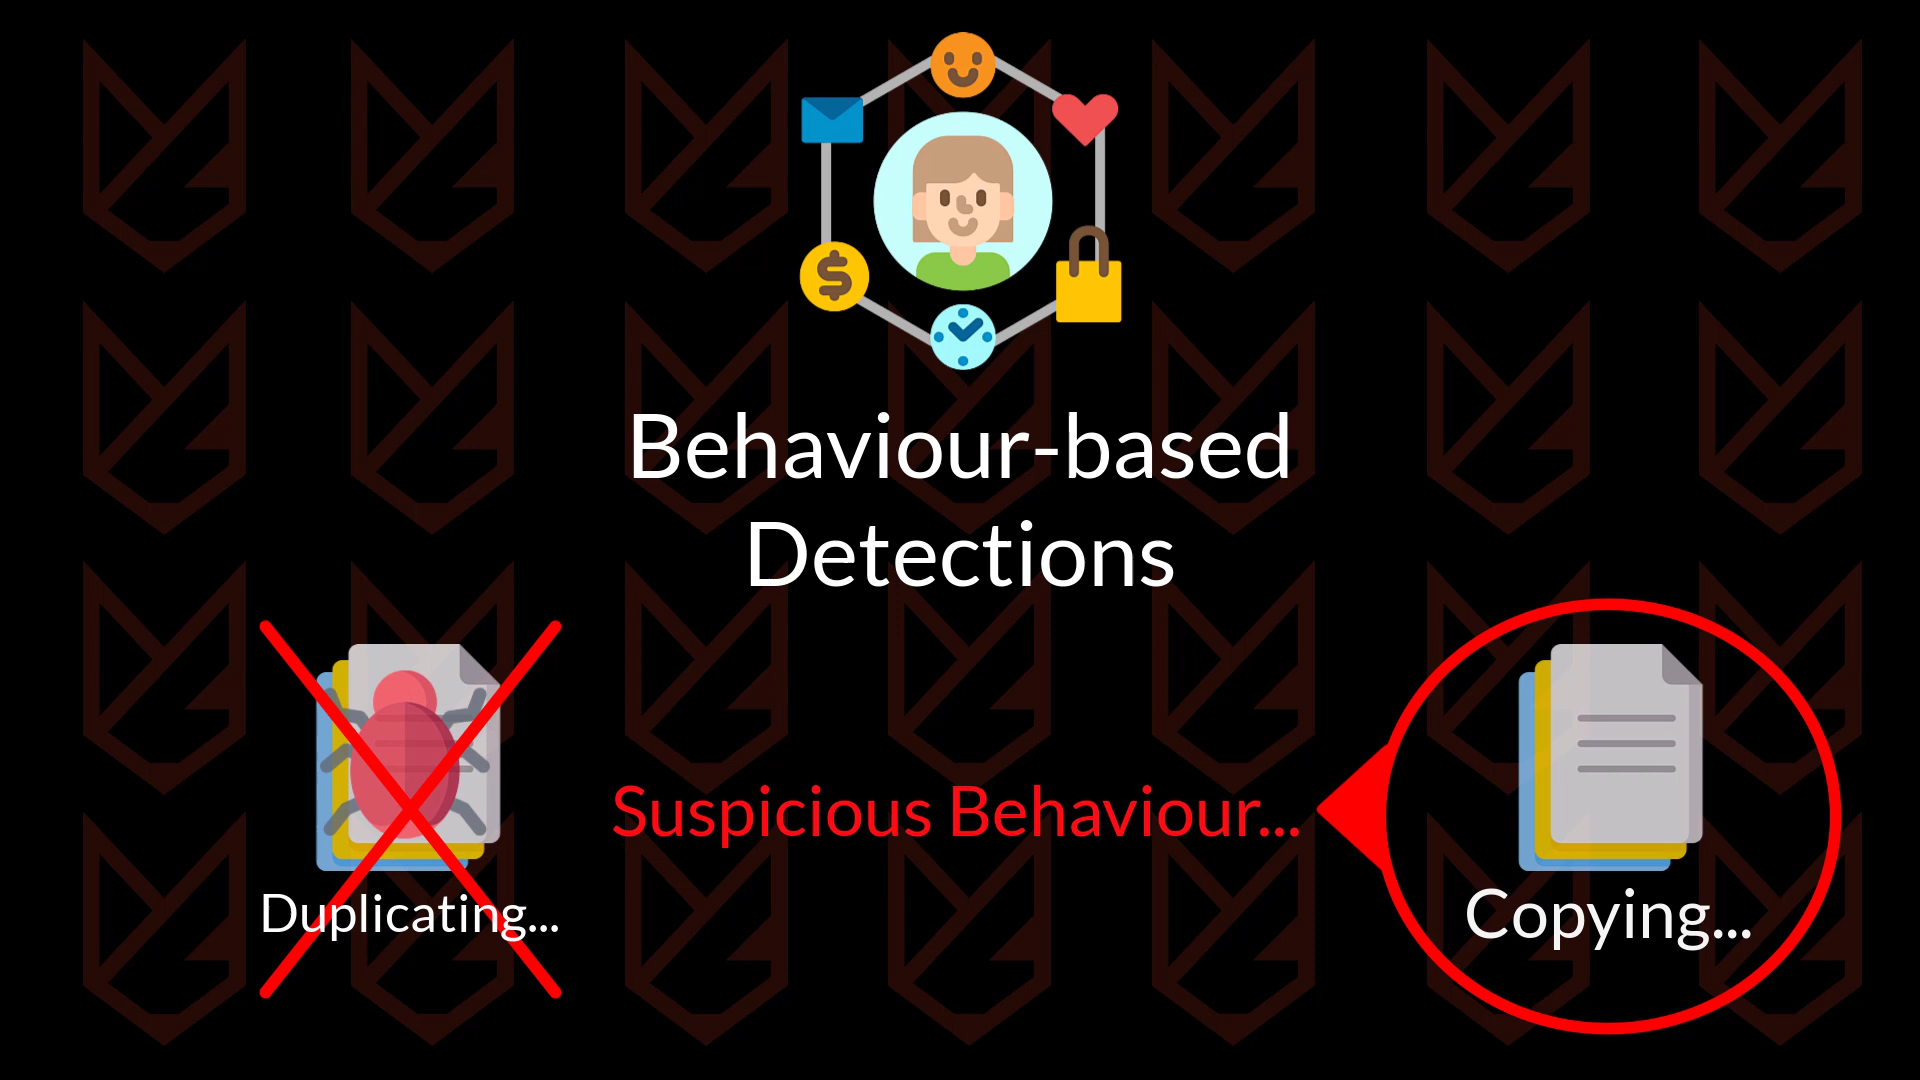 Behaviour-based
Detections
Suspicious Behaviour...
Duplicating...
Copying...